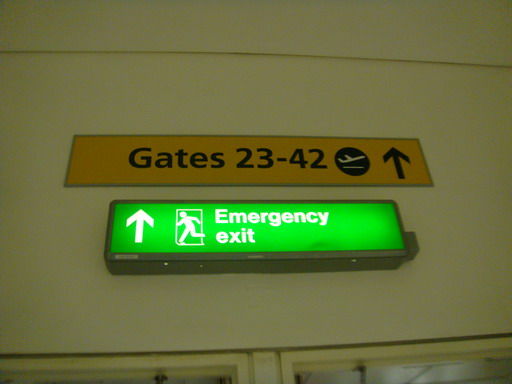 Gates 23-42
Emergency
exit